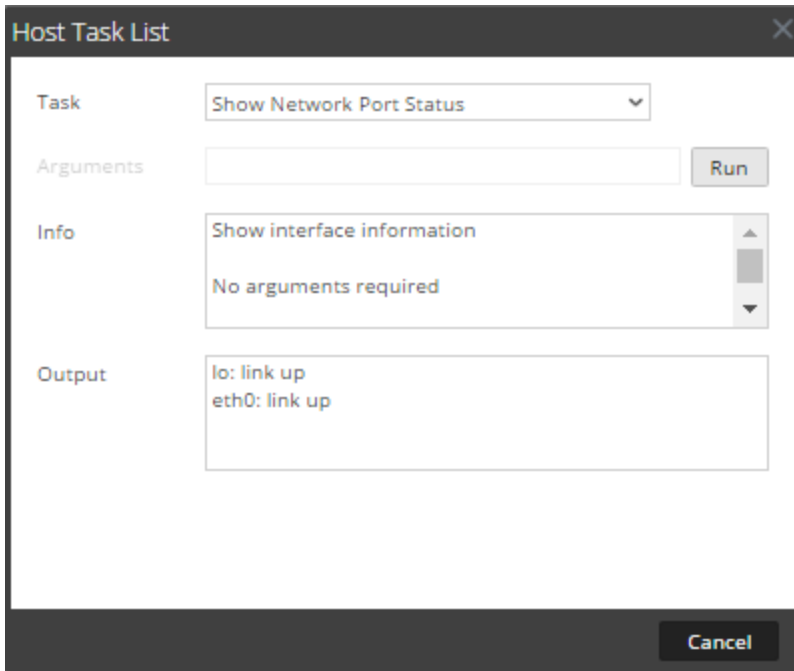 Host Task List
Task
Show Network Port Status
Arguments
Run
Info
Show interface information
No arguments required
Output
lo: link up
eth0: link up
Cancel